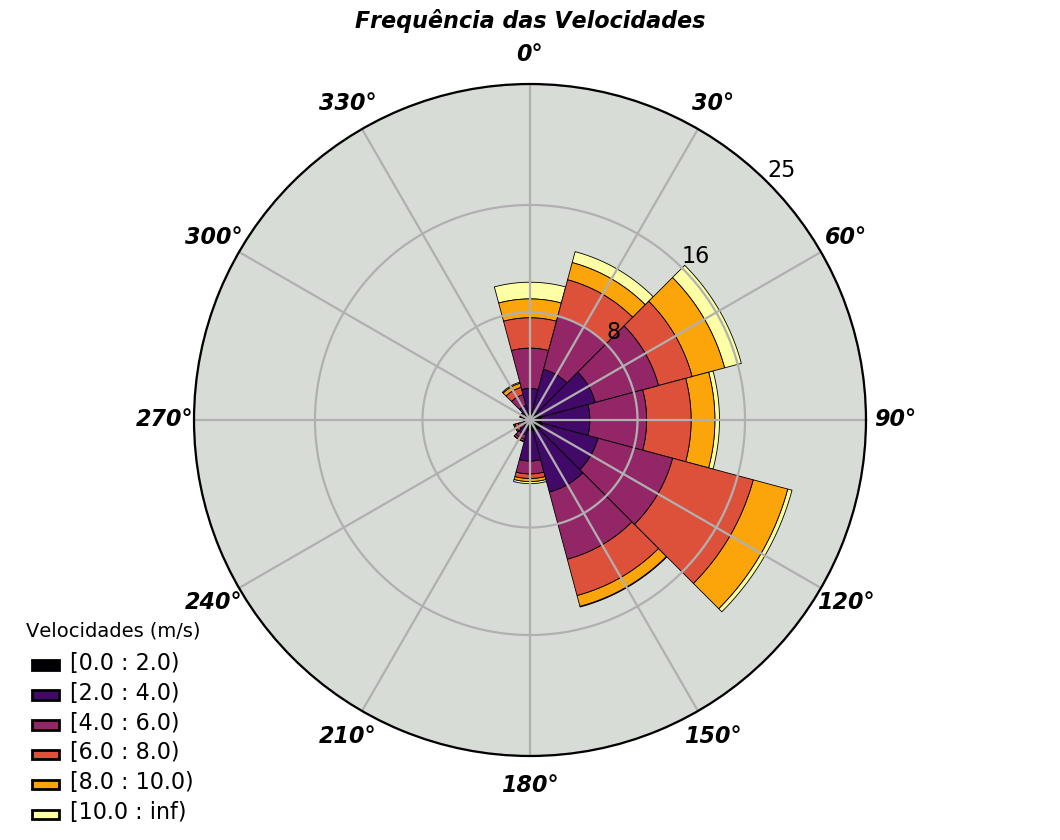 Frequência das Velocidades
0°
330°
30°
25
300°
60°
16
8
270°
90°
240°
120°
210°
150°
180°
Velocidades (m/s)
[0.0 : 2.0)
[2.0 : 4.0)
[4.0 : 6.0)
[6.0 : 8.0)
[8.0 : 10.0)
[10.0 : inf)